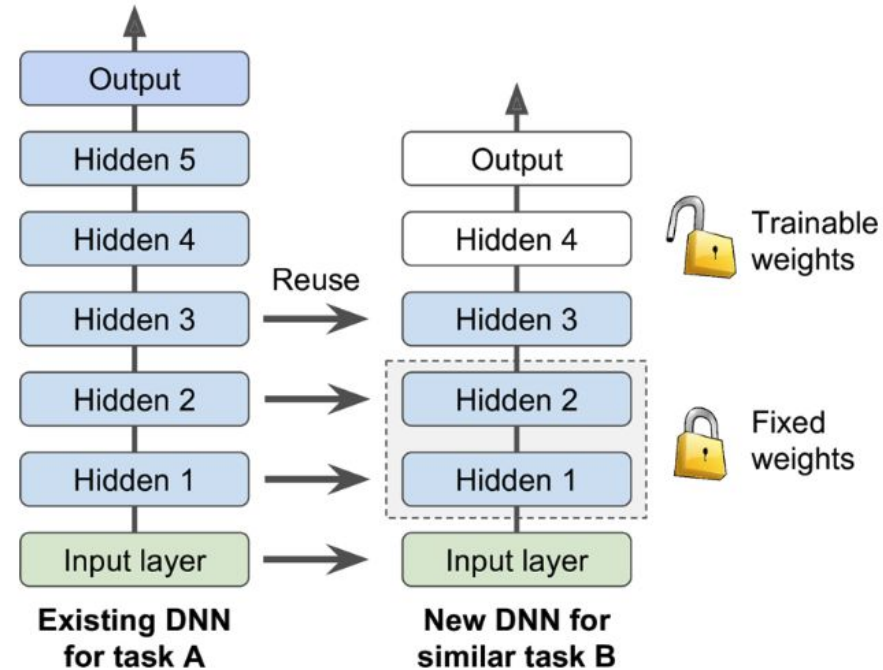 Output
Hidden 5
Hidden 4
Hidden 3
Hidden 2
Hidden 1
Input layer
Existing DNN
for task A
Reuse
Output
Hidden 4
Hidden 3
Hidden 2
Hidden 1
Input layer
New DNN for
similar task B
Trainable
weights
Fixed
weights